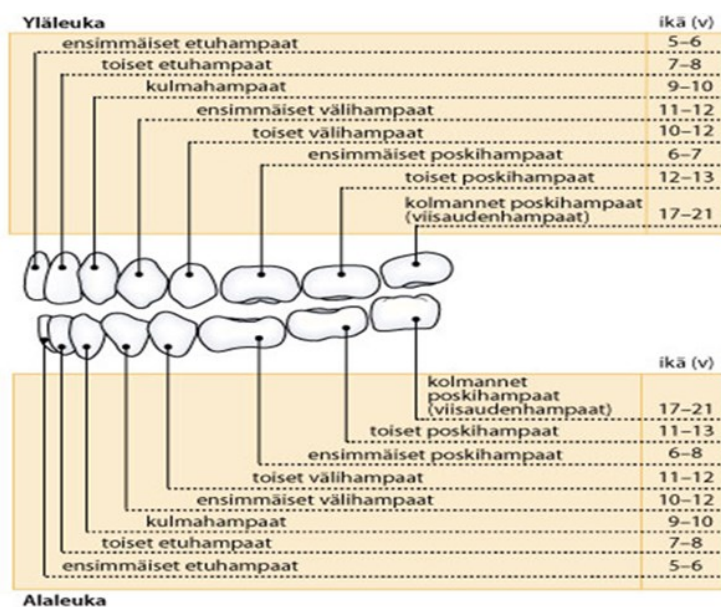 Yläleuka ikä (v)
ensimmäiset etuhampaat 5–6
toiset etuhampaat 7–8
kulmahampaat 9–10
ensimmäiset välihampaat 11–12
toiset välihampaat 10–12
ensimmäiset poskihampaat 6–7
toiset poskihampaat 12–13
kolmannet poskihampaat
(viisaudenhampaat) 17–21
ikä (v)
kolmannet
poskihampaat
(viisaudenhampaat) 17–21
toiset poskihampaat 11–13
ensimmäiset poskihampaat 6–8
toiset välihampaat 11–12
ensimmäiset välihampaat 10–12
kulmahampaat 9–10
toiset etuhampaat 7–8
ensimmäiset etuhampaat 5–6
Alaleuka